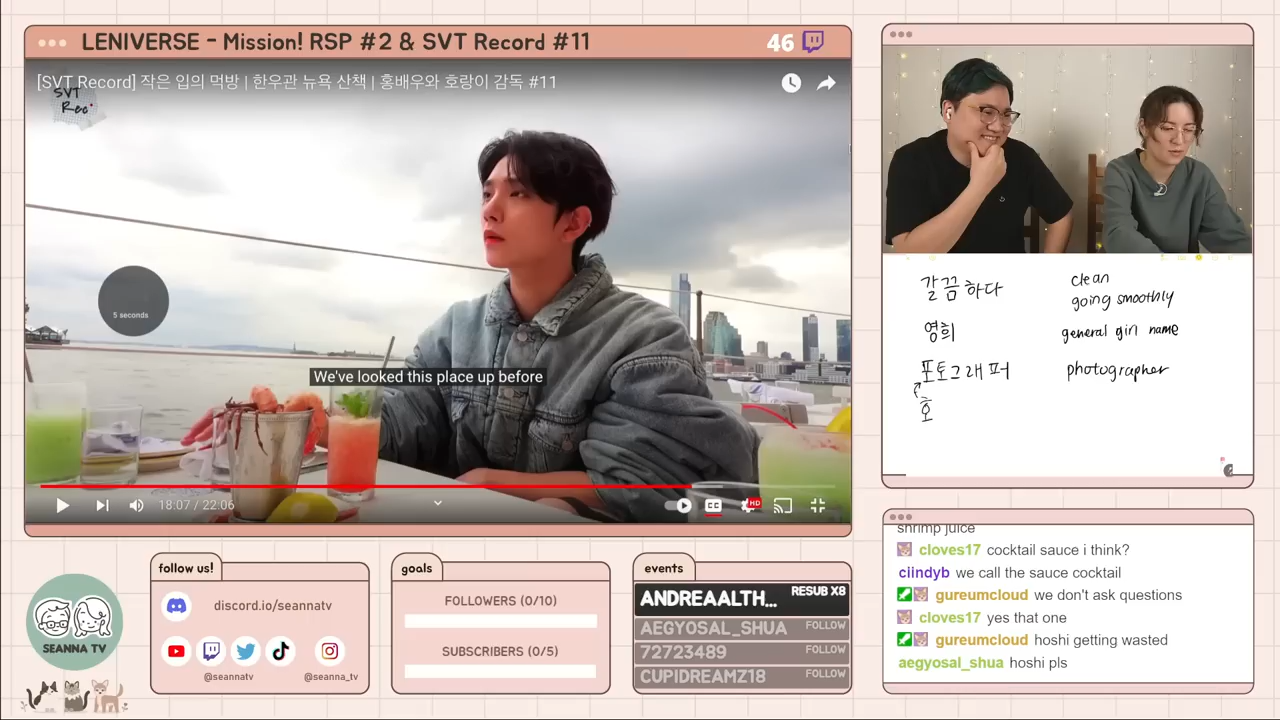 LENIVERSE - Mission! RSP #2 & SVT Record #11
46
[SVT Record] 작은 입의 먹방 | 한우관 뉴욕 산책 | 홍배우와 호랑이 감독 #11
SVT
Rec
5 seconds
We've looked this place up before
18:07 / 22:06
CC
HD
갈끔하다 clean
going smoothly
영희 general girl name
포토그래퍼 photographer
호
shrimp juice
cloves17 cocktail sauce i think?
ciindyb we call the sauce cocktail
gureumcloud we don't ask questions
cloves17 yes that one
gureumcloud hoshi getting wasted
aegyosal_shua hoshi pls
SEANNA TV
follow us!
discord.io/seannatv
@seannatv
@seanna_tv
goals
FOLLOWERS (0/10)
SUBSCRIBERS (0/5)
events
ANDREAALTH... RESUB X8
AEGYOSAL_SHUA FOLLOW
72723489 FOLLOW
CUPIDREAMZ18 FOLLOW